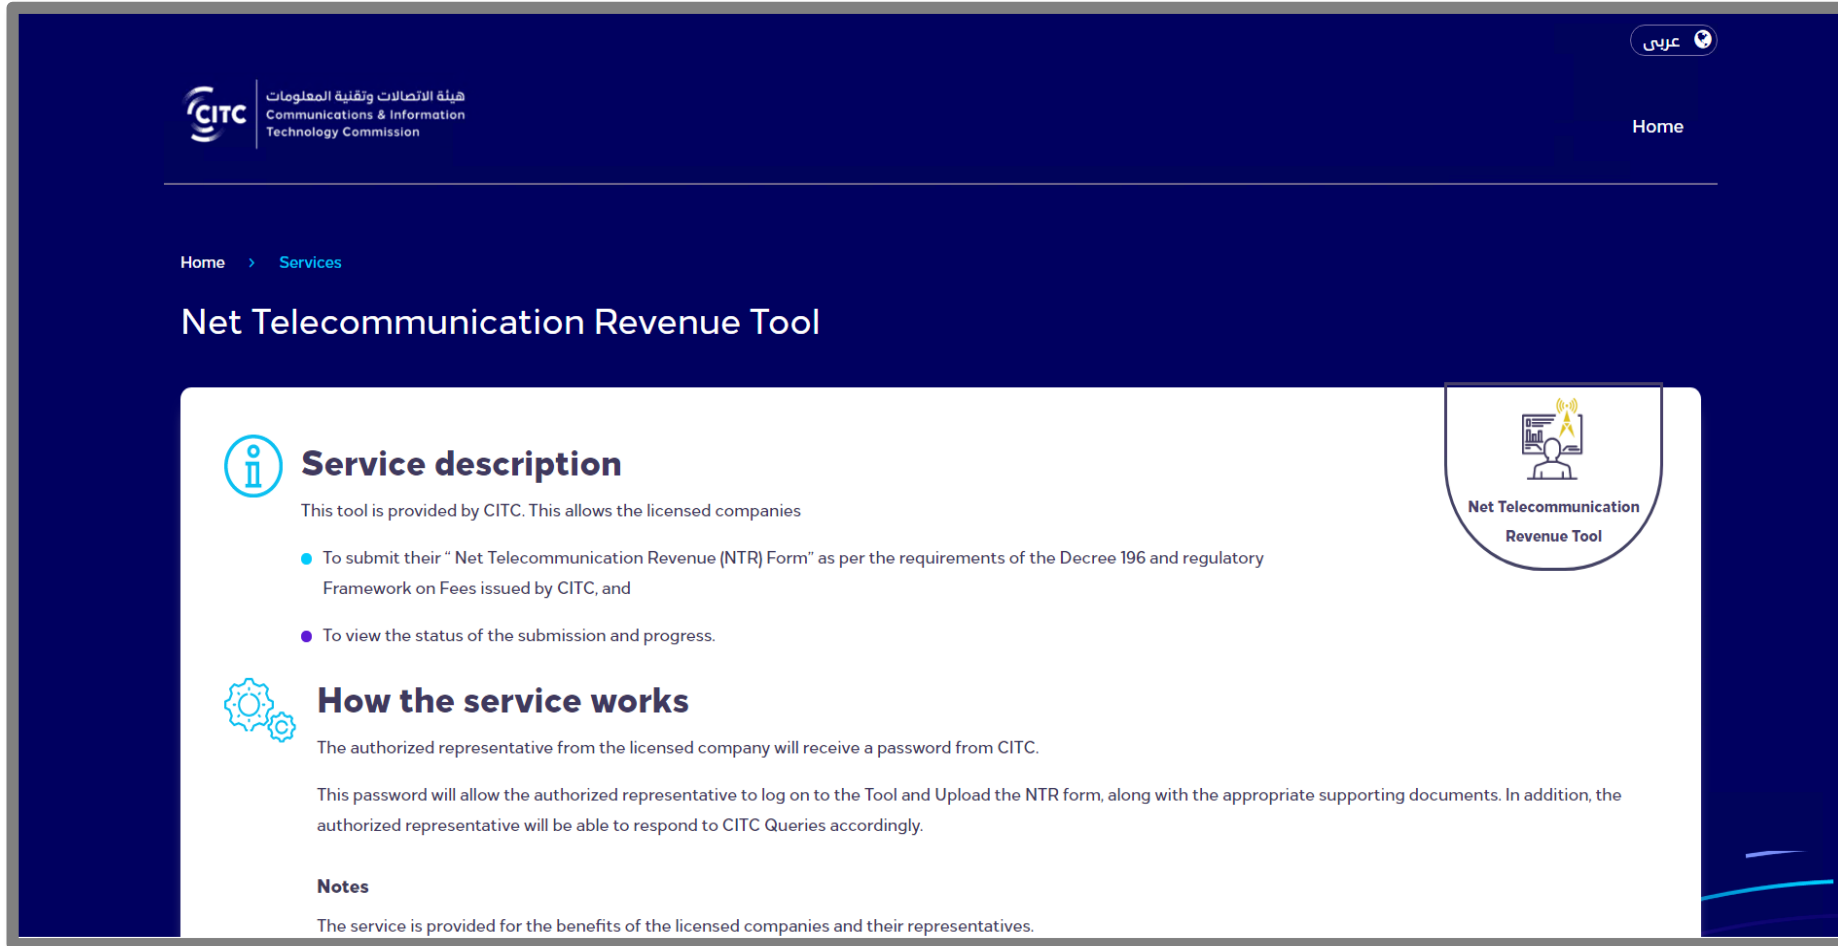 عربى
هيئة الاتصالات وتقنية المعلومات
CITC
Communications & Information
Technology Commission
Home
Home > Services
Net Telecommunication Revenue Tool
Service description
This tool is provided by CITC. This allows the licensed companies
To submit their “ Net Telecommunication Revenue (NTR) Form” as per the requirements of the Decree 196 and regulatory
Framework on Fees issued by CITC, and
To view the status of the submission and progress.
Net Telecommunication
Revenue Tool
How the service works
The authorized representative from the licensed company will receive a password from CITC.
This password will allow the authorized representative to log on to the Tool and Upload the NTR form, along with the appropriate supporting documents. In addition, the
authorized representative will be able to respond to CITC Queries accordingly.
Notes
The service is provided for the benefits of the licensed companies and their representatives.